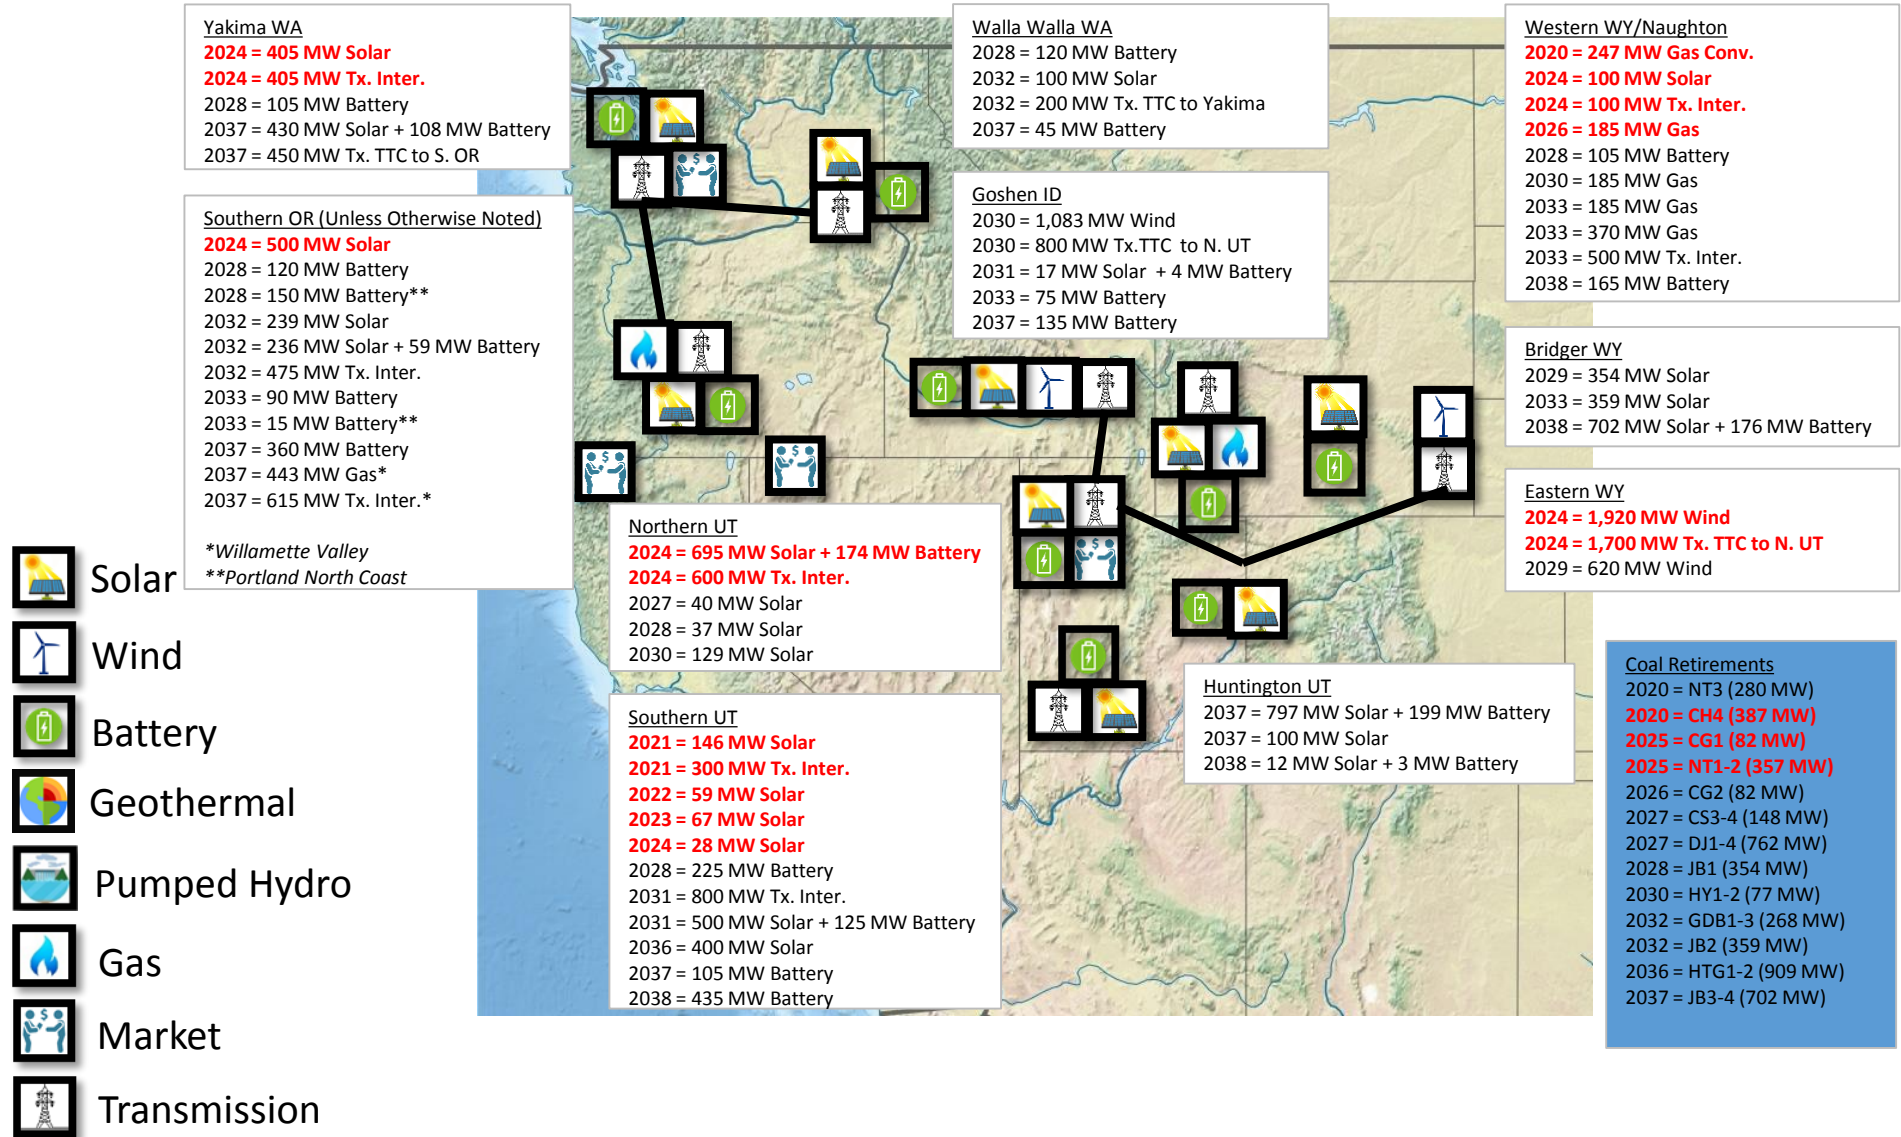 Yakima WA
2024 = 405 MW Solar
2024 = 405 MW Tx. Inter.
2028 = 105 MW Battery
2037 = 430 MW Solar + 108 MW Battery
2037 = 450 MW Tx. TTC to S. OR
Southern OR (Unless Otherwise Noted)
2024 = 500 MW Solar
2028 = 120 MW Battery
2028 = 150 MW Battery**
2032 = 239 MW Solar
2032 = 236 MW Solar + 59 MW Battery
2032 = 475 MW Tx. Inter.
2033 = 90 MW Battery
2033 = 15 MW Battery**
2037 = 360 MW Battery
2037 = 443 MW Gas*
2037 = 615 MW Tx. Inter.*
*Willamette Valley
**Portland North Coast
Walla Walla WA
2028 = 120 MW Battery
2032 = 100 MW Solar
2032 = 200 MW Tx. TTC to Yakima
2037 = 45 MW Battery
Goshen ID
2030 = 1,083 MW Wind
2030 = 800 MW Tx.TTC to N. UT
2031 = 17 MW Solar + 4 MW Battery
2033 = 75 MW Battery
2037 = 135 MW Battery
Western WY/Naughton
2020 = 247 MW Gas Conv.
2024 = 100 MW Solar
2024 = 100 MW Tx. Inter.
2026 = 185 MW Gas
2028 = 105 MW Battery
2030 = 185 MW Gas
2033 = 185 MW Gas
2033 = 370 MW Gas
2033 = 500 MW Tx. Inter.
2038 = 165 MW Battery
Bridger WY
2029 = 354 MW Solar
2033 = 359 MW Solar
2038 = 702 MW Solar + 176 MW Battery
Eastern WY
2024 = 1,920 MW Wind
2024 = 1,700 MW Tx. TTC to N. UT
2029 = 620 MW Wind
Northern UT
2024 = 695 MW Solar + 174 MW Battery
2024 = 600 MW Tx. Inter.
2027 = 40 MW Solar
2028 = 37 MW Solar
2030 = 129 MW Solar
Southern UT
2021 = 146 MW Solar
2021 = 300 MW Tx. Inter.
2022 = 59 MW Solar
2023 = 67 MW Solar
2024 = 28 MW Solar
2028 = 225 MW Battery
2031 = 800 MW Tx. Inter.
2031 = 500 MW Solar + 125 MW Battery
2036 = 400 MW Solar
2037 = 105 MW Battery
2038 = 435 MW Battery
Huntington UT
2037 = 797 MW Solar + 199 MW Battery
2037 = 100 MW Solar
2038 = 12 MW Solar + 3 MW Battery
Coal Retirements
2020 = NT3 (280 MW)
2020 = CH4 (387 MW)
2025 = CG1 (82 MW)
2025 = NT1-2 (357 MW)
2026 = CG2 (82 MW)
2027 = CS3-4 (148 MW)
2027 = DJ1-4 (762 MW)
2028 = JB1 (354 MW)
2030 = HY1-2 (77 MW)
2032 = GDB1-3 (268 MW)
2032 = JB2 (359 MW)
2036 = HTG1-2 (909 MW)
2037 = JB3-4 (702 MW)
Solar
Wind
Battery
Geothermal
Pumped Hydro
Gas
Market
Transmission